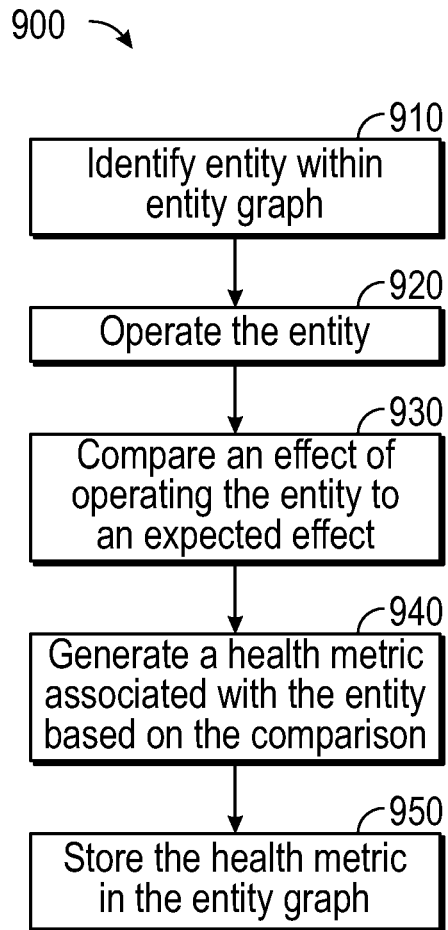 900
910
Identify entity within
entity graph
920
Operate the entity
930
Compare an effect of
operating the entity to
an expected effect
940
Generate a health metric
associated with the entity
based on the comparison
950
Store the health metric
in the entity graph